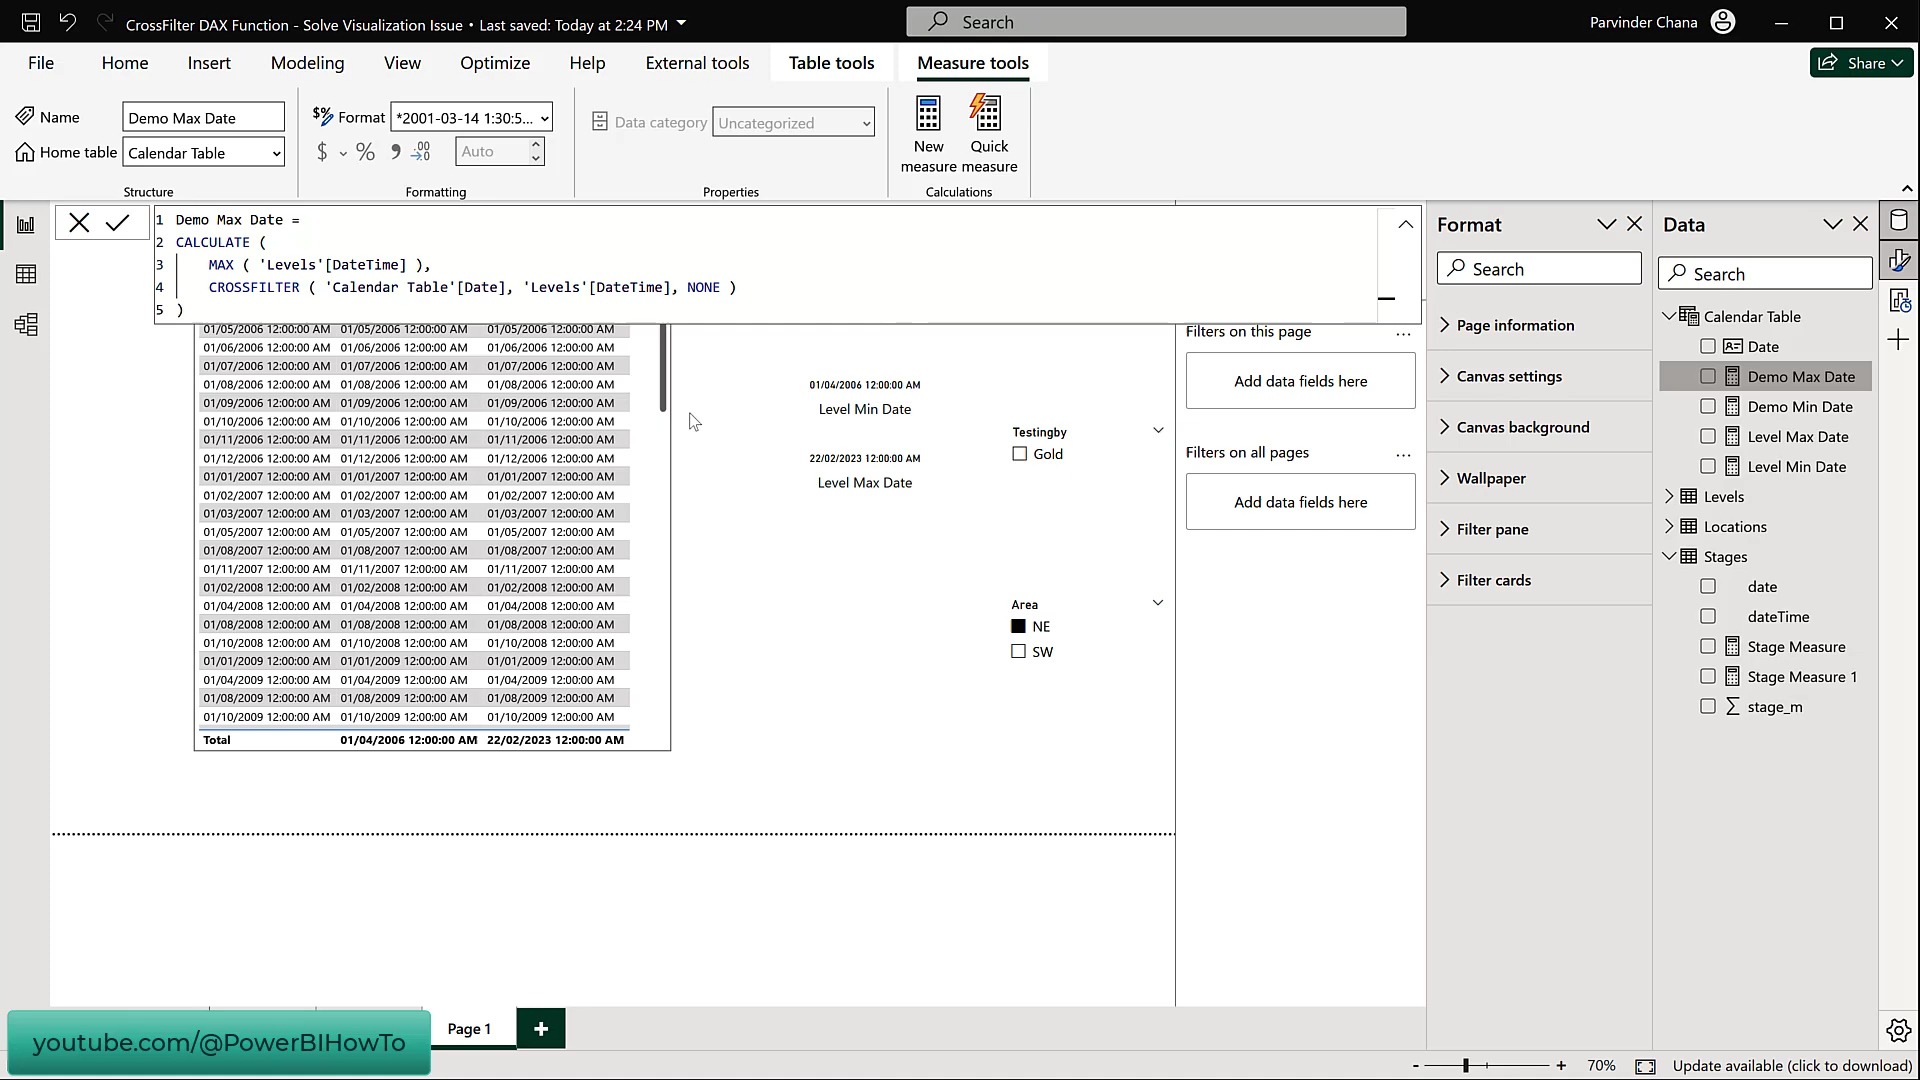 CrossFilter DAX Function - Solve Visualization Issue • Last saved: Today at 2:24 PM
Search
Parvinder Chana
File Home Insert Modeling View Optimize Help External tools Table tools Measure tools
Share
Name Demo Max Date
Home table Calendar Table
Structure
$% Format *2001-03-14 1:30:5...
$ % 9 .00 →0 Auto
Formatting
Data category Uncategorized
Properties
New measure
Quick measure
Calculations
1 Demo Max Date =
2 CALCULATE (
3 MAX ( 'Levels'[DateTime] ),
4 CROSSFILTER ( 'Calendar Table'[Date], 'Levels'[DateTime], NONE )
5 )
01/05/2006 12:00:00 AM 01/05/2006 12:00:00 AM 01/05/2006 12:00:00 AM
01/06/2006 12:00:00 AM 01/06/2006 12:00:00 AM 01/06/2006 12:00:00 AM
01/07/2006 12:00:00 AM 01/07/2006 12:00:00 AM 01/07/2006 12:00:00 AM
01/08/2006 12:00:00 AM 01/08/2006 12:00:00 AM 01/08/2006 12:00:00 AM
01/09/2006 12:00:00 AM 01/09/2006 12:00:00 AM 01/09/2006 12:00:00 AM
01/10/2006 12:00:00 AM 01/10/2006 12:00:00 AM 01/10/2006 12:00:00 AM
01/11/2006 12:00:00 AM 01/11/2006 12:00:00 AM 01/11/2006 12:00:00 AM
01/12/2006 12:00:00 AM 01/12/2006 12:00:00 AM 01/12/2006 12:00:00 AM
01/01/2007 12:00:00 AM 01/01/2007 12:00:00 AM 01/01/2007 12:00:00 AM
01/02/2007 12:00:00 AM 01/02/2007 12:00:00 AM 01/02/2007 12:00:00 AM
01/03/2007 12:00:00 AM 01/03/2007 12:00:00 AM 01/03/2007 12:00:00 AM
01/05/2007 12:00:00 AM 01/05/2007 12:00:00 AM 01/05/2007 12:00:00 AM
01/08/2007 12:00:00 AM 01/08/2007 12:00:00 AM 01/08/2007 12:00:00 AM
01/11/2007 12:00:00 AM 01/11/2007 12:00:00 AM 01/11/2007 12:00:00 AM
01/02/2008 12:00:00 AM 01/02/2008 12:00:00 AM 01/02/2008 12:00:00 AM
01/04/2008 12:00:00 AM 01/04/2008 12:00:00 AM 01/04/2008 12:00:00 AM
01/08/2008 12:00:00 AM 01/08/2008 12:00:00 AM 01/08/2008 12:00:00 AM
01/10/2008 12:00:00 AM 01/10/2008 12:00:00 AM 01/10/2008 12:00:00 AM
01/01/2009 12:00:00 AM 01/01/2009 12:00:00 AM 01/01/2009 12:00:00 AM
01/04/2009 12:00:00 AM 01/04/2009 12:00:00 AM 01/04/2009 12:00:00 AM
01/08/2009 12:00:00 AM 01/08/2009 12:00:00 AM 01/08/2009 12:00:00 AM
01/10/2009 12:00:00 AM 01/10/2009 12:00:00 AM 01/10/2009 12:00:00 AM
Total 01/04/2006 12:00:00 AM 22/02/2023 12:00:00 AM
01/04/2006 12:00:00 AM
Level Min Date
22/02/2023 12:00:00 AM
Level Max Date
Testingby
Gold
Area
NE
SW
Filters on this page ...
Add data fields here
Filters on all pages ...
Add data fields here
Format
Search
Page information
Canvas settings
Canvas background
Wallpaper
Filter pane
Filter cards
Data
Search
Calendar Table
Date
Demo Max Date
Demo Min Date
Level Max Date
Level Min Date
Levels
Locations
Stages
date
dateTime
Stage Measure
Stage Measure 1
∑ stage_m
youtube.com/@PowerBIHowTo
Page 1
+
- + 70% Update available (click to download)